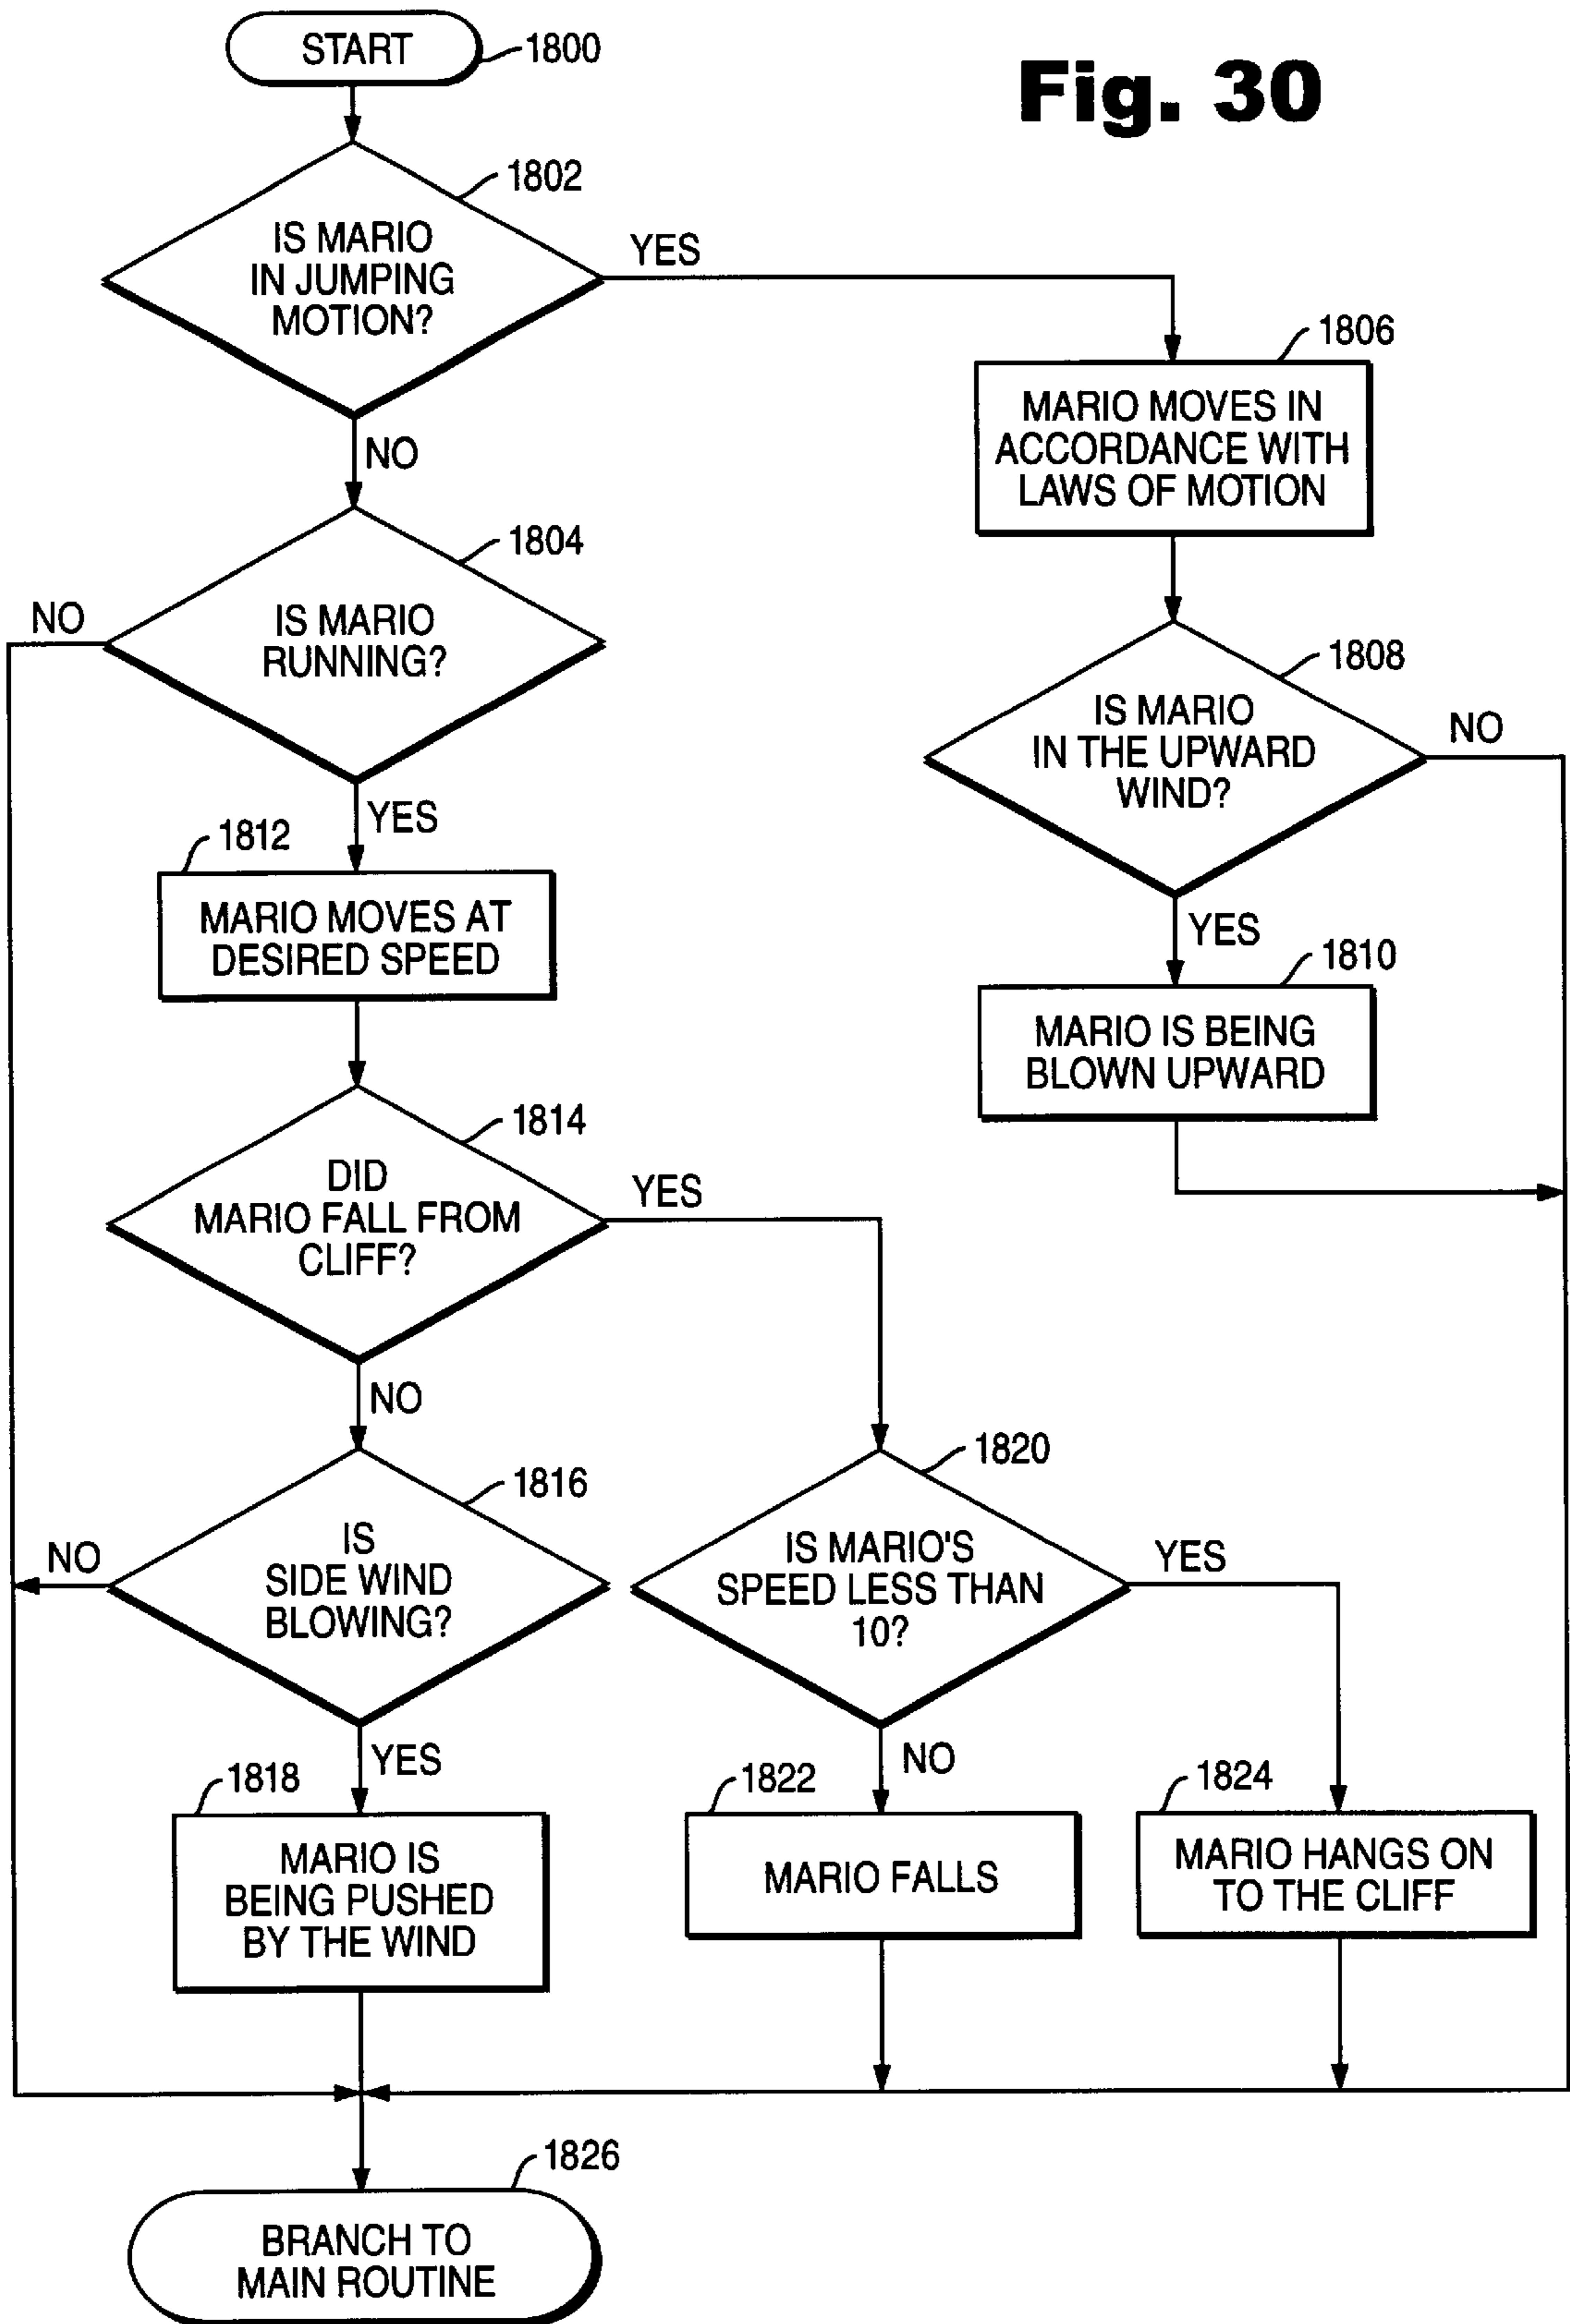 START
1800
Fig. 30
1802
IS MARIO
IN JUMPING
MOTION?
YES
NO
1806
MARIO MOVES IN
ACCORDANCE WITH
LAWS OF MOTION
1804
IS MARIO
RUNNING?
NO
YES
1808
IS MARIO
IN THE UPWARD
WIND?
NO
YES
1812
MARIO MOVES AT
DESIRED SPEED
1810
MARIO IS BEING
BLOWN UPWARD
1814
DID
MARIO FALL FROM
CLIFF?
YES
NO
1816
IS
SIDE WIND
BLOWING?
NO
YES
1820
IS MARIO'S
SPEED LESS THAN
10?
YES
NO
1818
MARIO IS
BEING PUSHED
BY THE WIND
1822
MARIO FALLS
1824
MARIO HANGS ON
TO THE CLIFF
1826
BRANCH TO
MAIN ROUTINE